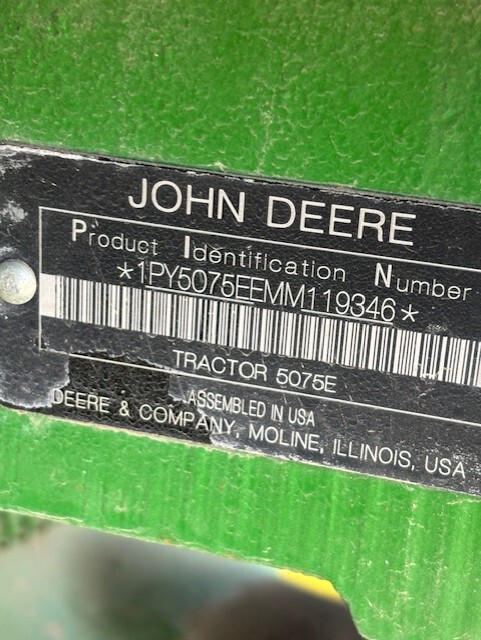 JOHN DEERE
Product Identification Number
*1PY5075EEMM119346*
TRACTOR 5075E
ASSEMBLED IN USA
DEERE & COMPANY, MOLINE, ILLINOIS, USA